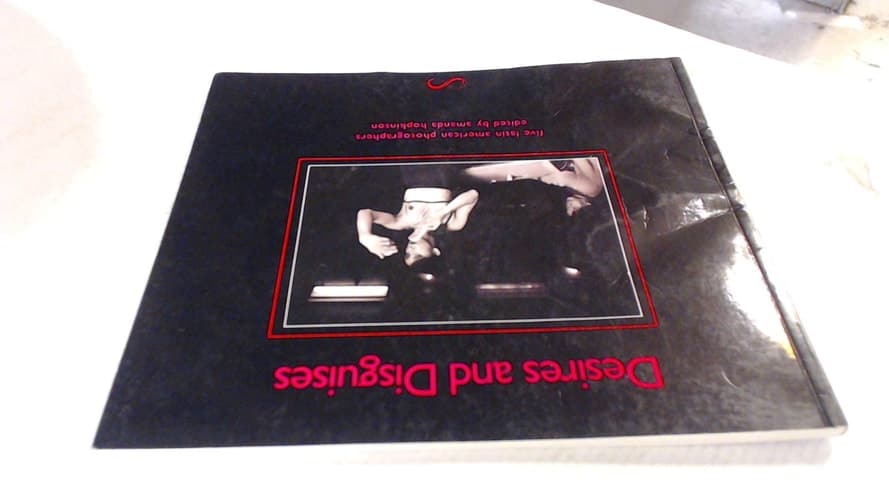 Desires and Disguises
five latin american photographers
edited by amanda hopkinson
S